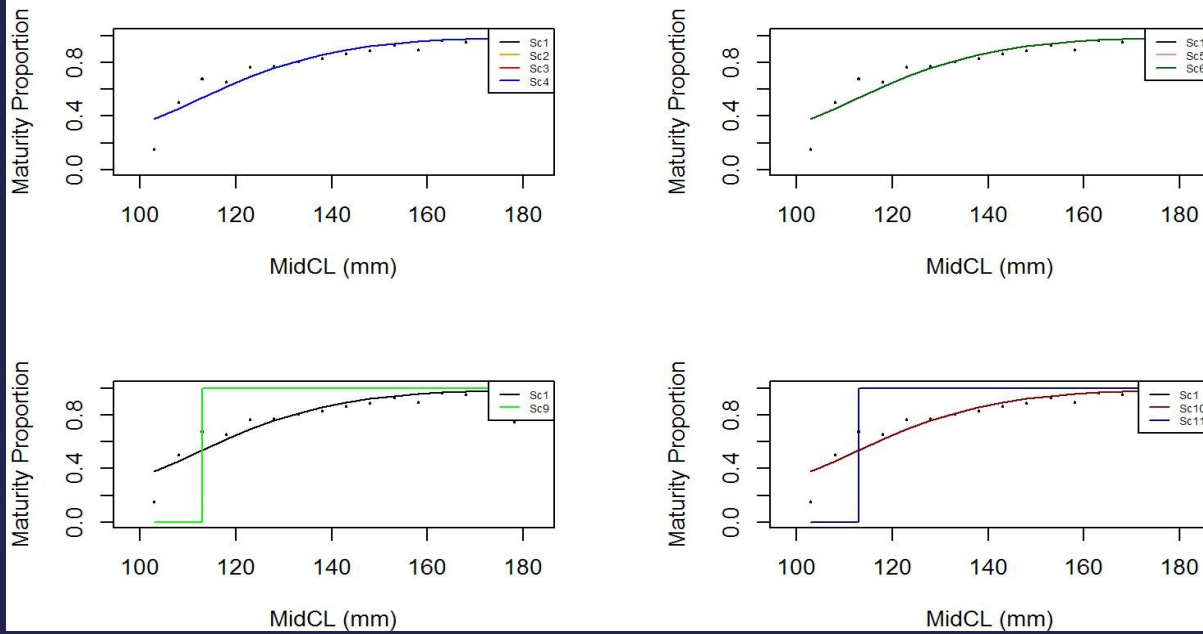 Maturity Proportion
0.0 0.4 0.8
Sc1
Sc2
Sc3
Sc4
100 120 140 160 180
MidCL (mm)
Maturity Proportion
0.0 0.4 0.8
Sc1
Sc5
Sc6
100 120 140 160 180
MidCL (mm)
Maturity Proportion
0.0 0.4 0.8
Sc1
Sc9
100 120 140 160 180
MidCL (mm)
Maturity Proportion
0.0 0.4 0.8
Sc1
Sc10
Sc11
100 120 140 160 180
MidCL (mm)